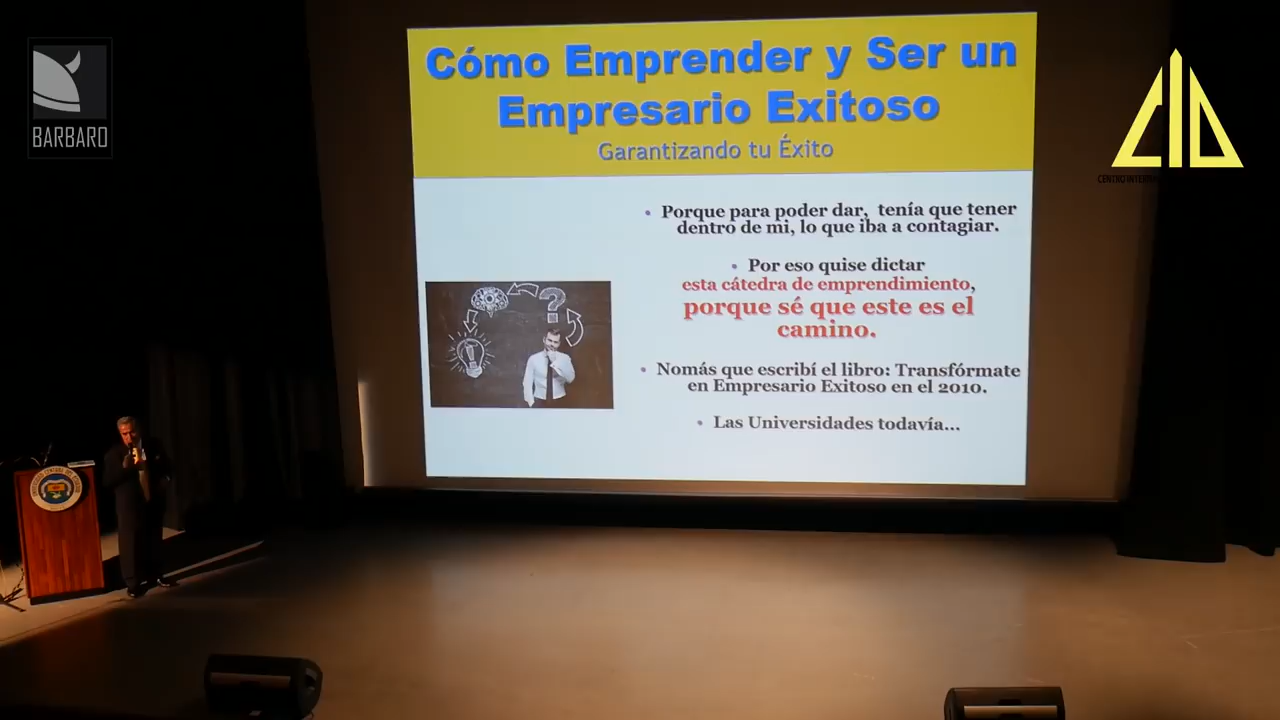 BARBARO
CID
Cómo Emprender y Ser un
Empresario Exitoso
Garantizando tu Éxito
• Porque para poder dar, tenía que tener
dentro de mi, lo que iba a contagiar.
• Por eso quise dictar
esta cátedra de emprendimiento,
porque sé que este es el
camino.
• Nomás que escribí el libro: Transfórmate
en Empresario Exitoso en el 2010.
• Las Universidades todavía...
CENTRO